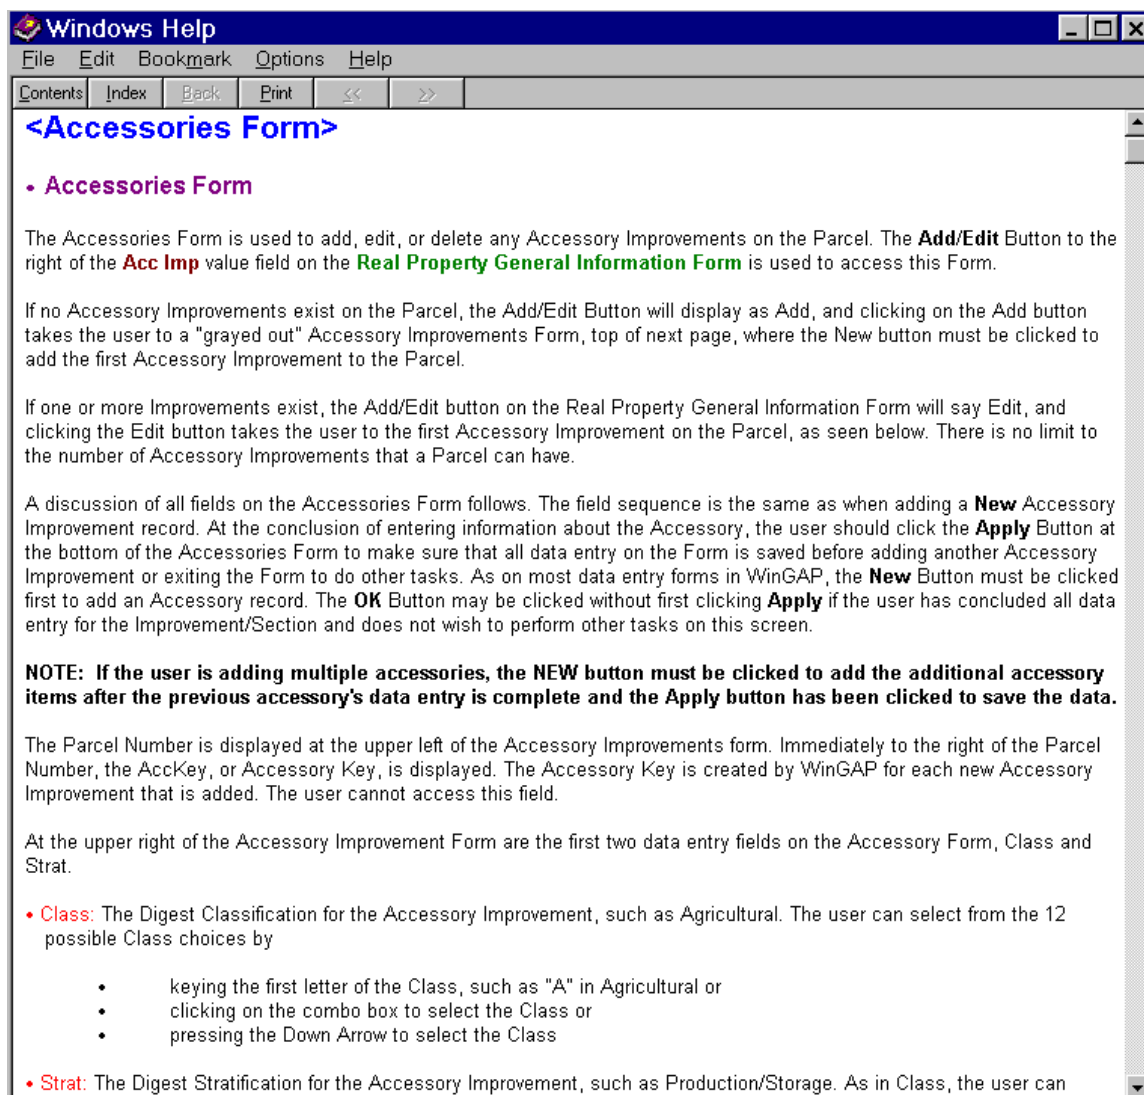 Windows Help
File Edit Bookmark Options Help
Contents Index Back Print << >>
<Accessories Form>
• Accessories Form
The Accessories Form is used to add, edit, or delete any Accessory Improvements on the Parcel. The Add/Edit Button to the
right of the Acc Imp value field on the Real Property General Information Form is used to access this Form.
If no Accessory Improvements exist on the Parcel, the Add/Edit Button will display as Add, and clicking on the Add button
takes the user to a "grayed out" Accessory Improvements Form, top of next page, where the New button must be clicked to
add the first Accessory Improvement to the Parcel.
If one or more Improvements exist, the Add/Edit button on the Real Property General Information Form will say Edit, and
clicking the Edit button takes the user to the first Accessory Improvement on the Parcel, as seen below. There is no limit to
the number of Accessory Improvements that a Parcel can have.
A discussion of all fields on the Accessories Form follows. The field sequence is the same as when adding a New Accessory
Improvement record. At the conclusion of entering information about the Accessory, the user should click the Apply Button at
the bottom of the Accessories Form to make sure that all data entry on the Form is saved before adding another Accessory
Improvement or exiting the Form to do other tasks. As on most data entry forms in WinGAP, the New Button must be clicked
first to add an Accessory record. The OK Button may be clicked without first clicking Apply if the user has concluded all data
entry for the Improvement/Section and does not wish to perform other tasks on this screen.
NOTE: If the user is adding multiple accessories, the NEW button must be clicked to add the additional accessory
items after the previous accessory's data entry is complete and the Apply button has been clicked to save the data.
The Parcel Number is displayed at the upper left of the Accessory Improvements form. Immediately to the right of the Parcel
Number, the AccKey, or Accessory Key, is displayed. The Accessory Key is created by WinGAP for each new Accessory
Improvement that is added. The user cannot access this field.
At the upper right of the Accessory Improvement Form are the first two data entry fields on the Accessory Form, Class and
Strat.
• Class: The Digest Classification for the Accessory Improvement, such as Agricultural. The user can select from the 12
possible Class choices by
• keying the first letter of the Class, such as "A" in Agricultural or
• clicking on the combo box to select the Class or
• pressing the Down Arrow to select the Class
• Strat: The Digest Stratification for the Accessory Improvement, such as Production/Storage. As in Class, the user can